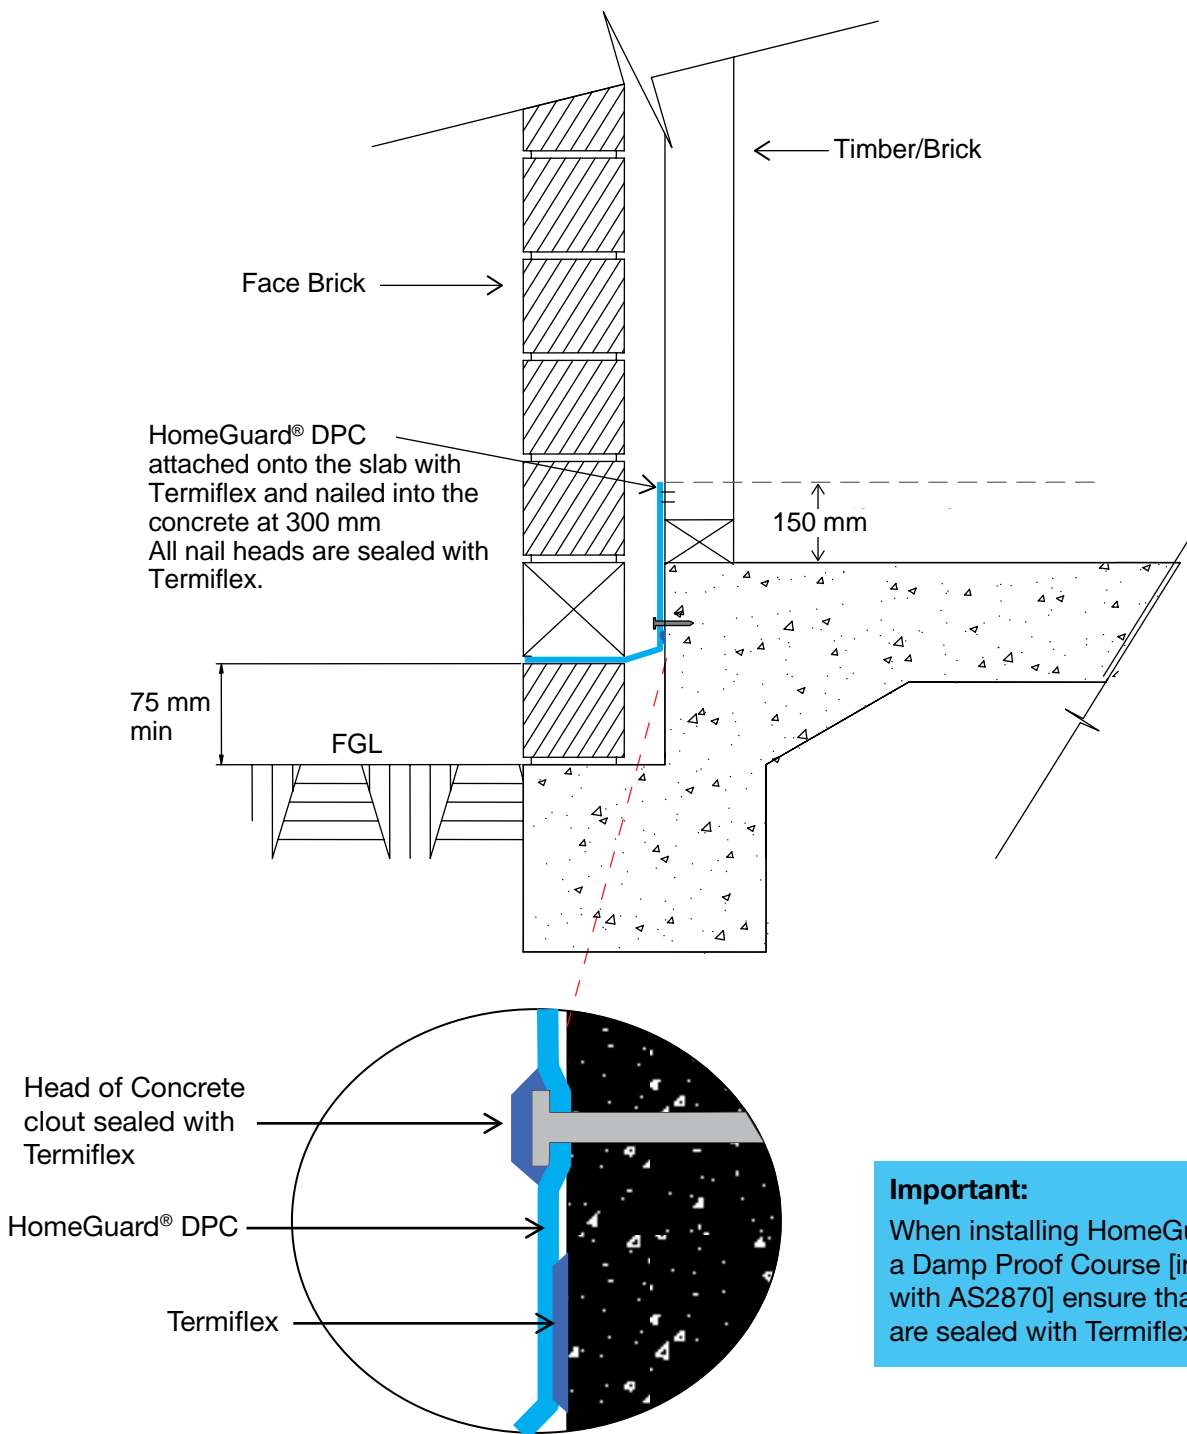 Timber/Brick
Face Brick
HomeGuard® DPC
attached onto the slab with
Termiflex and nailed into the
concrete at 300 mm
All nail heads are sealed with
Termiflex.
150 mm
75 mm
min
FGL
Head of Concrete
clout sealed with
Termiflex
HomeGuard® DPC
Termiflex
Important:
When installing
a Damp Proof Course
with AS2870] ensure
are sealed with Termiflex